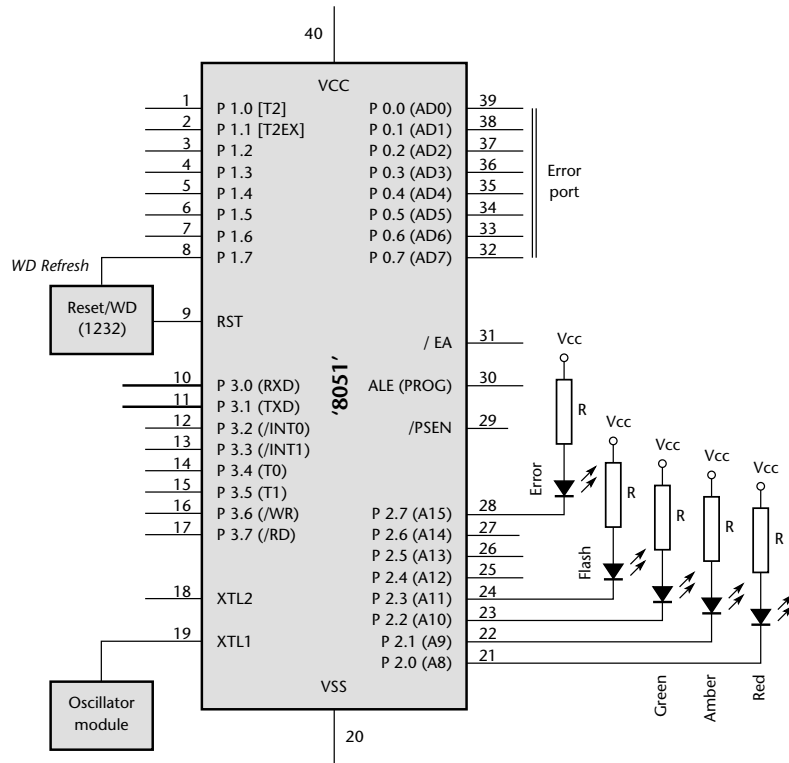 40
VCC
1 P 1.0 [T2] P 0.0 (AD0) 39
2 P 1.1 [T2EX] P 0.1 (AD1) 38
3 P 1.2 P 0.2 (AD2) 37
4 P 1.3 P 0.3 (AD3) 36
5 P 1.4 P 0.4 (AD4) 35
6 P 1.5 P 0.5 (AD5) 34
7 P 1.6 P 0.6 (AD6) 33
8 P 1.7 P 0.7 (AD7) 32
Error
port
WD Refresh
Reset/WD
(1232)
9 RST
/ EA 31
10 P 3.0 (RXD) ALE (PROG) 30
11 P 3.1 (TXD)
12 P 3.2 (/INT0) /PSEN 29
13 P 3.3 (/INT1)
14 P 3.4 (T0)
15 P 3.5 (T1)
16 P 3.6 (/WR) P 2.7 (A15) 28
17 P 3.7 (/RD) P 2.6 (A14) 27
P 2.5 (A13) 26
P 2.4 (A12) 25
18 XTL2 P 2.3 (A11) 24
P 2.2 (A10) 23
19 XTL1 P 2.1 (A9) 22
P 2.0 (A8) 21
'8051'
VSS
20
Oscillator
module
Vcc
R
Error
Vcc
R
Flash
Vcc
R
Green
Vcc
R
Amber
Vcc
R
Red